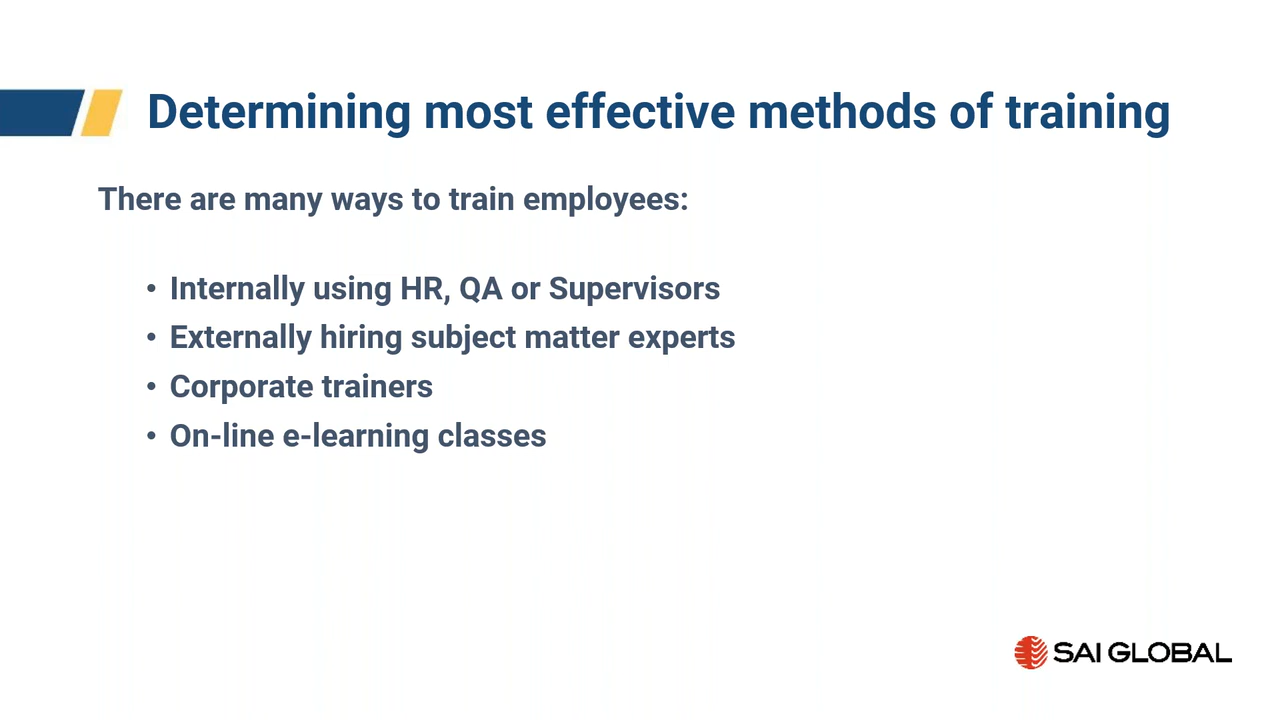 Determining most effective methods of training
There are many ways to train employees:
• Internally using HR, QA or Supervisors
• Externally hiring subject matter experts
• Corporate trainers
• On-line e-learning classes
SAI GLOBAL